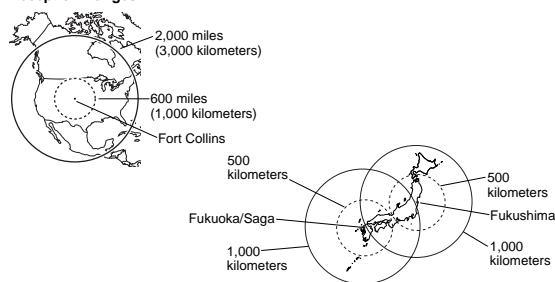 2,000 miles
(3,000 kilometers)
600 miles
(1,000 kilometers)
Fort Collins
500
kilometers
500
kilometers
Fukuoka/Saga
Fukushima
1,000
kilometers
1,000
kilometers